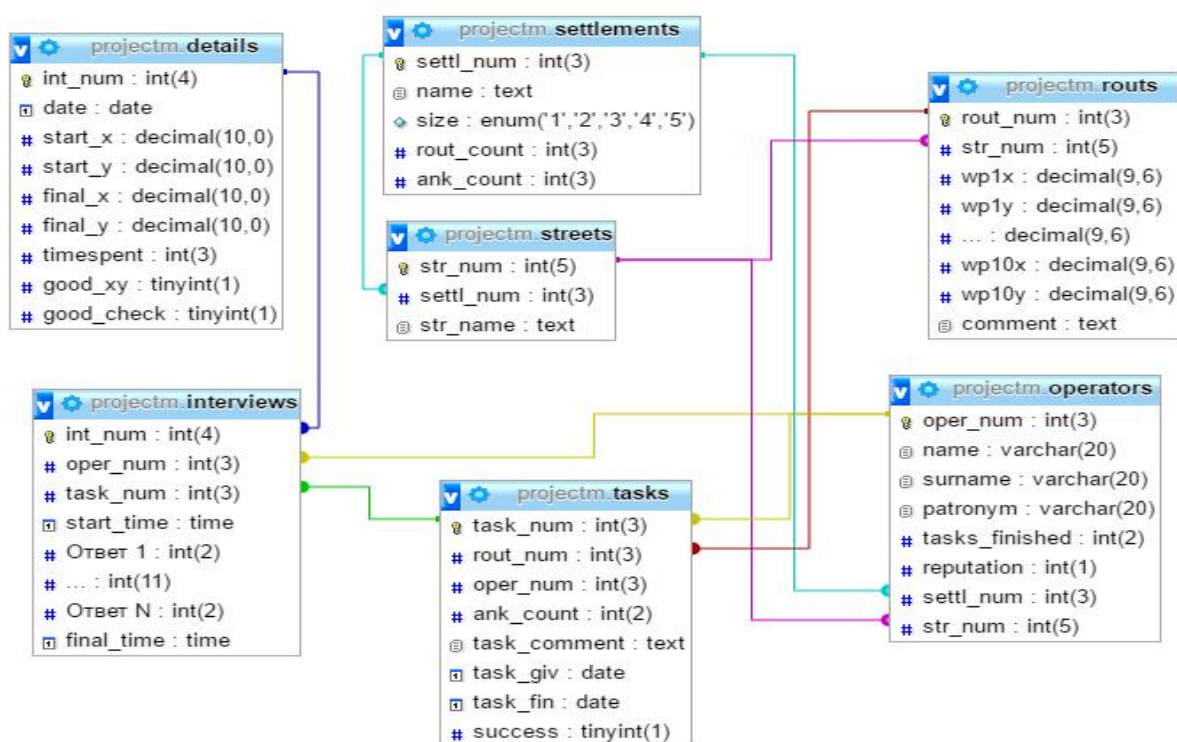 projectm.details
int_num : int(4)
date : date
# start_x : decimal(10,0)
# start_y : decimal(10,0)
# final_x : decimal(10,0)
# final_y : decimal(10,0)
# timespent : int(3)
# good_xy : tinyint(1)
# good_check : tinyint(1)
projectm.settlements
settl_num : int(3)
name : text
size : enum('1','2','3','4','5')
# rout_count : int(3)
# ank_count : int(3)
projectm.streets
str_num : int(5)
# settl_num : int(3)
str_name : text
projectm.routs
rout_num : int(3)
# str_num : int(5)
# wp1x : decimal(9,6)
# wp1y : decimal(9,6)
# ... : decimal(9,6)
# wp10x : decimal(9,6)
# wp10y : decimal(9,6)
comment : text
projectm.interviews
int_num : int(4)
# oper_num : int(3)
# task_num : int(3)
start_time : time
# Ответ 1 : int(2)
# ... : int(11)
# Ответ N : int(2)
final_time : time
projectm.tasks
task_num : int(3)
# rout_num : int(3)
# oper_num : int(3)
# ank_count : int(2)
task_comment : text
task_giv : date
task_fin : date
# success : tinyint(1)
projectm.operators
oper_num : int(3)
name : varchar(20)
surname : varchar(20)
patronym : varchar(20)
# tasks_finished : int(2)
# reputation : int(1)
# settl_num : int(3)
# str_num : int(5)